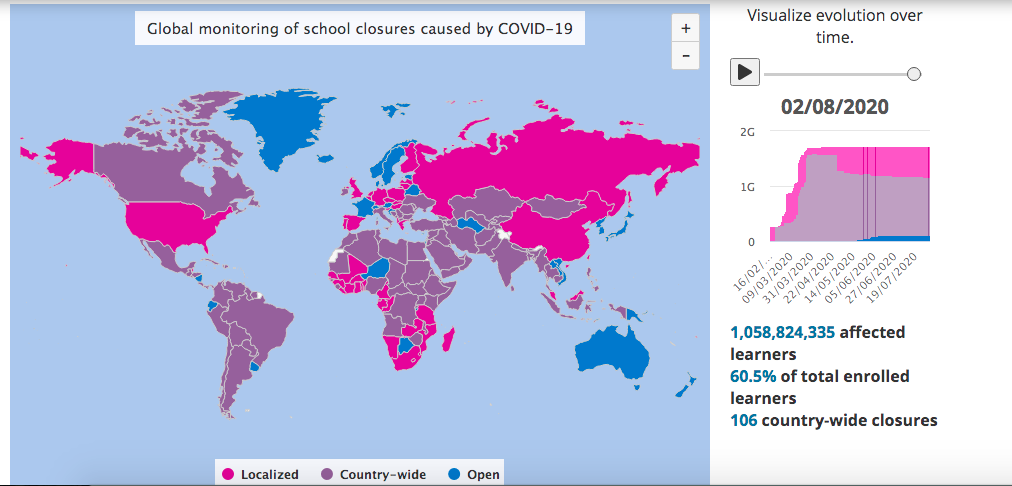 Global monitoring of school closures caused by COVID-19
+
-
Localized
Country-wide
Open
Visualize evolution over
time.
02/08/2020
2G
1G
0
16/02/...
09/03/2020
31/03/2020
22/04/2020
14/05/2020
05/06/2020
27/06/2020
19/07/2020
1,058,824,335 affected
learners
60.5% of total enrolled
learners
106 country-wide closures